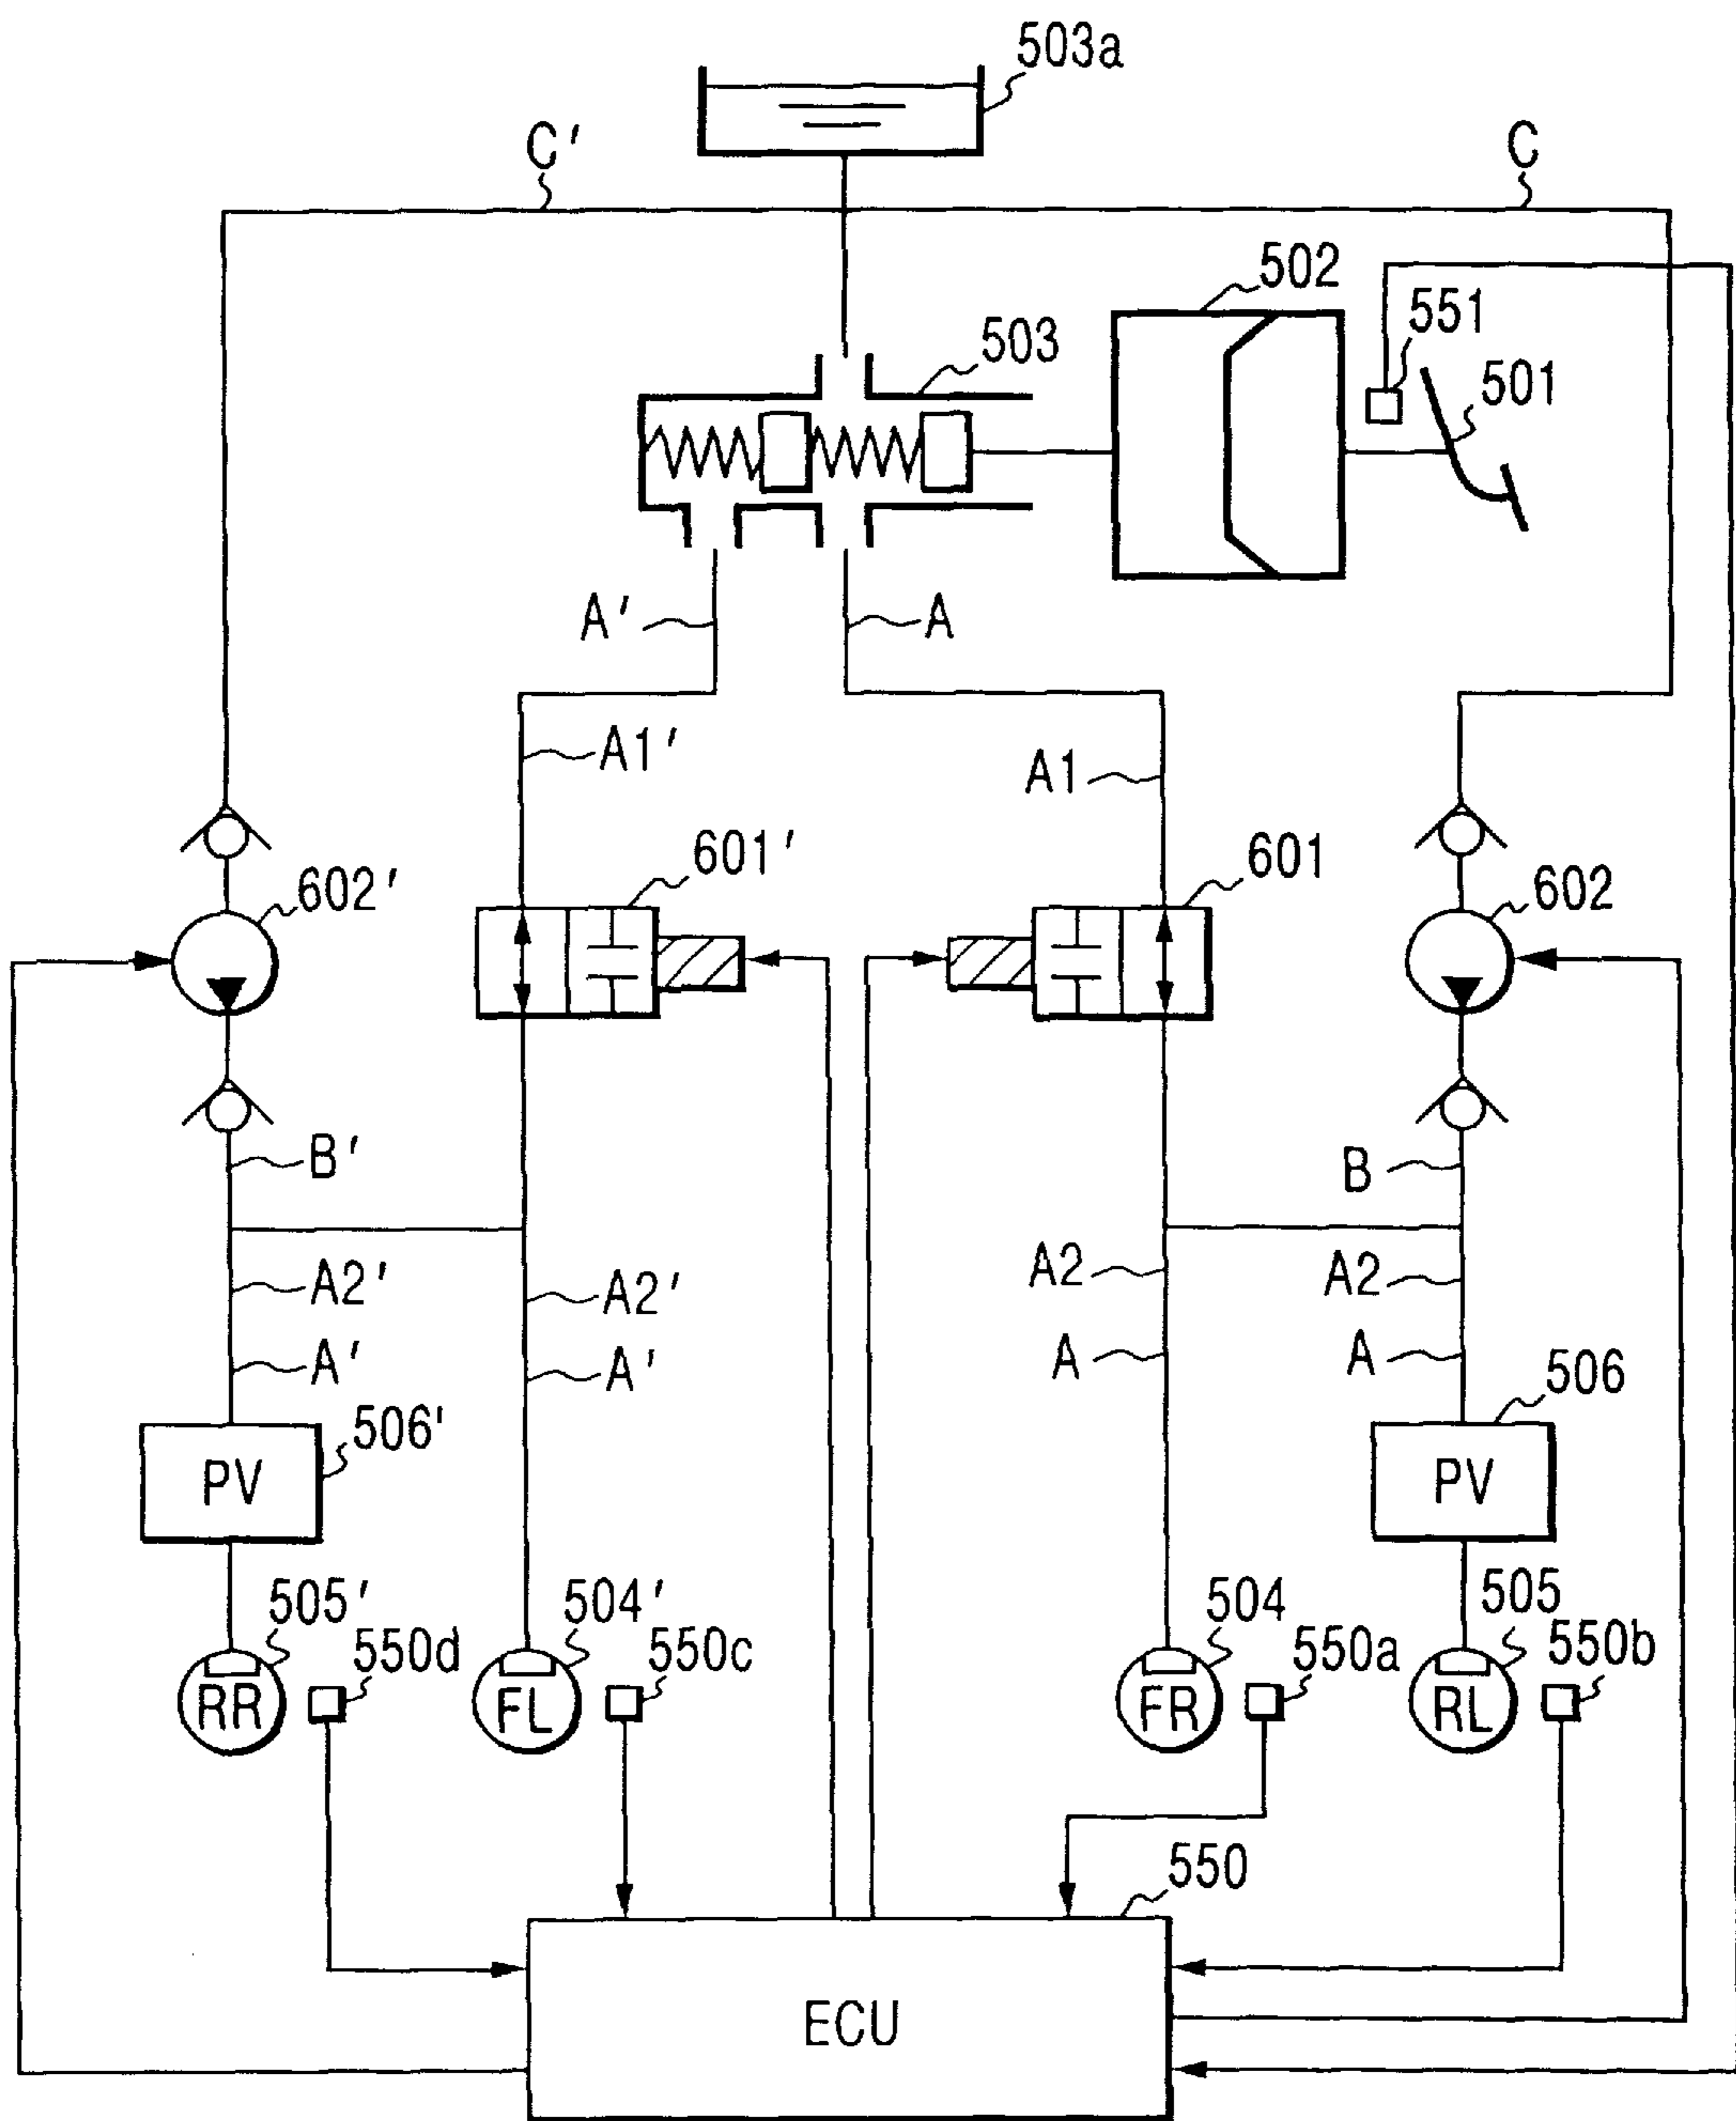 503a
C' C
502
551
503
501
A' A
A1' A1
601' 601
602' 602
B' B
A2' A2' A2 A2
A' A' A A
506' 506
PV PV
505' 504' 504 505
550d 550c 550a 550b
RR FL FR RL
550
ECU